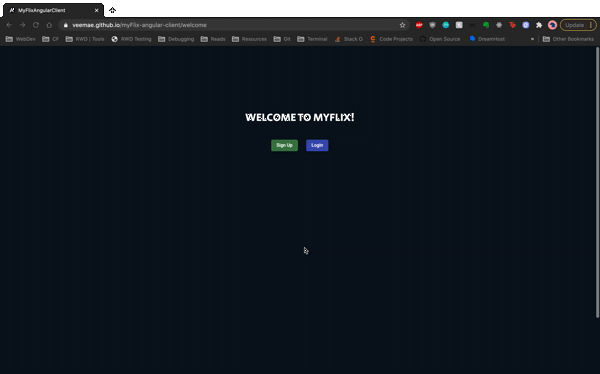 MyFlixAngularClient
veemae.github.io/myFlix-angular-client/welcome
Update
WebDev CF RWD | Tools RWD Testing Debugging Reads Resources Git Terminal Stack O Code Projects Open Source DreamHost » Other Bookmarks
WELCOME TO MYFLIX!
Sign Up Login